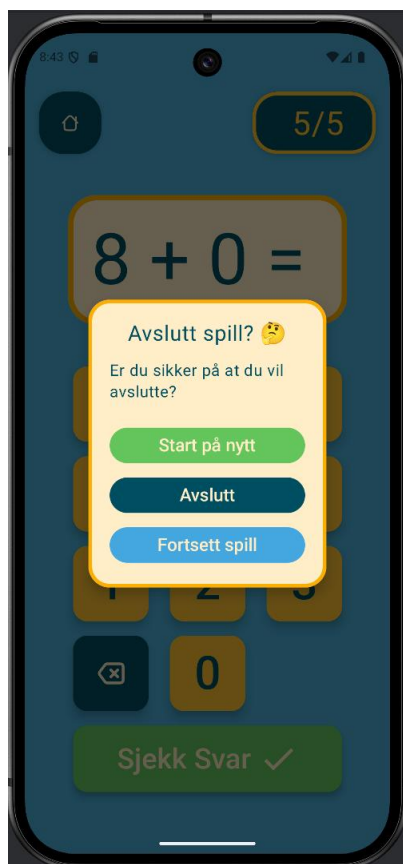 8:43
5/5
8 + 0 =
Avslutt spill? 🤔
Er du sikker på at du vil
avslutte?
Start på nytt
Avslutt
Fortsett spill
1 2 3
0
Sjekk Svar ✓